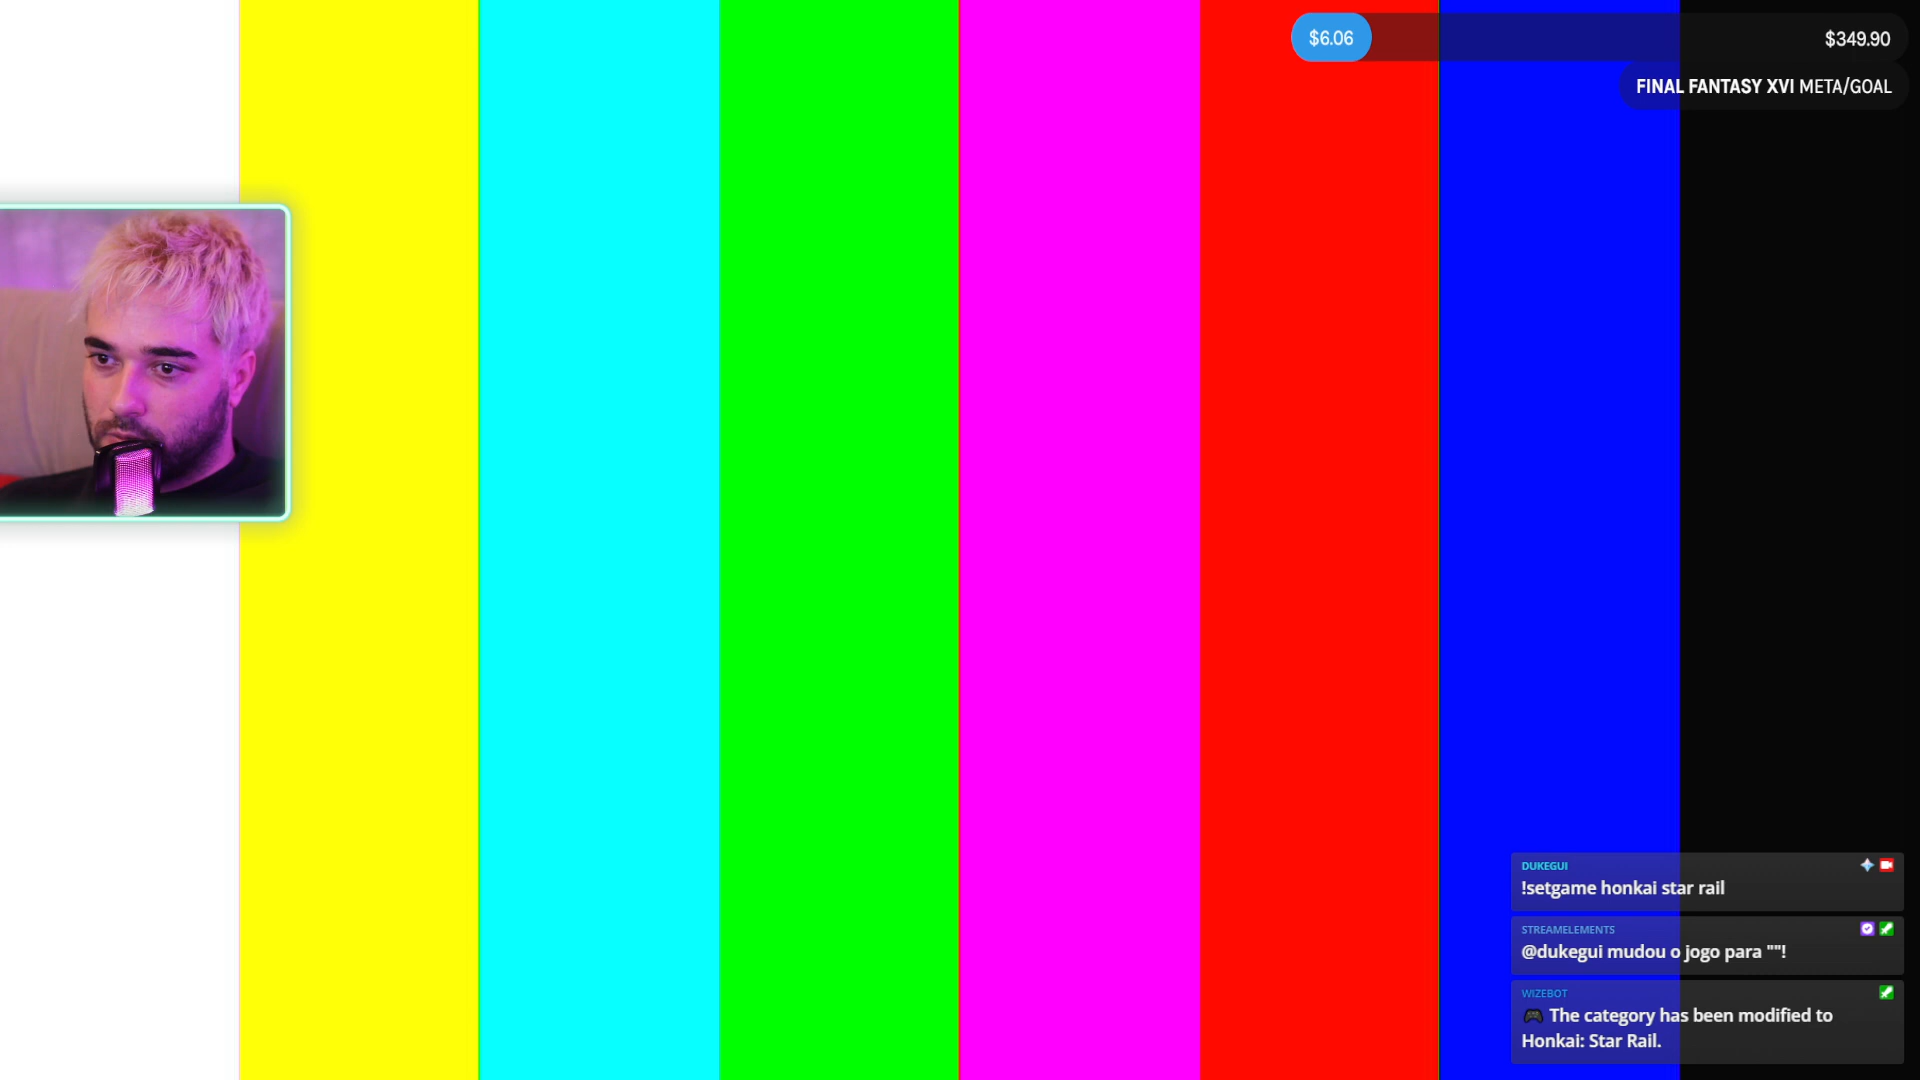 $6.06
$349.90
FINAL FANTASY XVI META/GOAL
DUKEGUI
!setgame honkai star rail
STREAMELEMENTS
@dukegui mudou o jogo para ""!
WIZEBOT
🎮 The category has been modified to
Honkai: Star Rail.